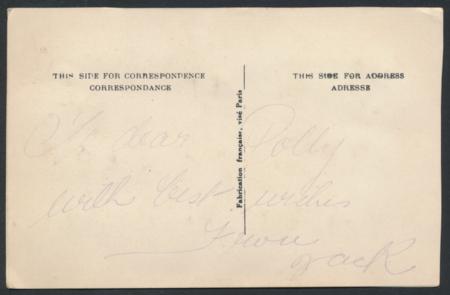 THIS SIDE FOR CORRESPONDENCE
CORRESPONDANCE
THIS SIDE FOR ADDRESS
ADRESSE
Fabrication française, visé Paris
dear Polly
with best wishes
From
Jack